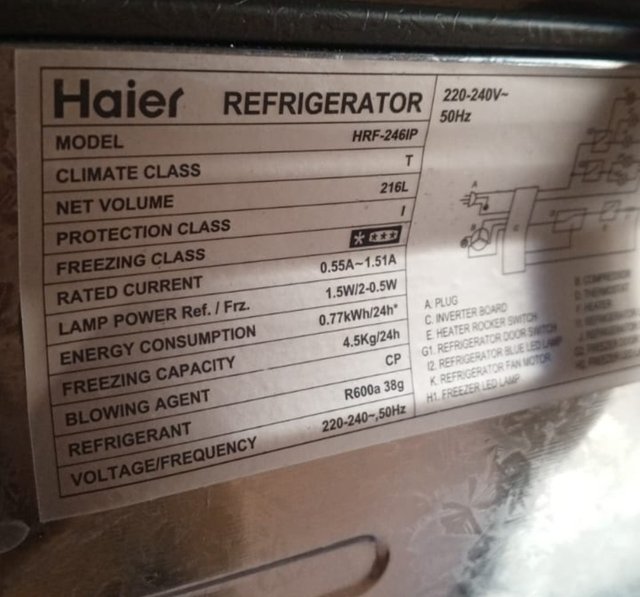 Haier REFRIGERATOR
MODEL HRF-246IP
CLIMATE CLASS T
NET VOLUME 216L
PROTECTION CLASS I
FREEZING CLASS
RATED CURRENT 0.55A~1.51A
LAMP POWER Ref. / Frz. 1.5W/2-0.5W
ENERGY CONSUMPTION 0.77kWh/24h*
FREEZING CAPACITY 4.5Kg/24h
BLOWING AGENT CP
REFRIGERANT R600a 38g
VOLTAGE/FREQUENCY 220-240~,50Hz
220-240V~
50Hz
A
C
A. PLUG
C. INVERTER BOARD
E. HEATER ROCKER SWITCH
G1. REFRIGERATOR DOOR SWITCH
I2. REFRIGERATOR BLUE LED LAMP
K. REFRIGERATOR FAN MOTOR
H1. FREEZER LED LAMP
B. COMPRESSOR
F. HEATER